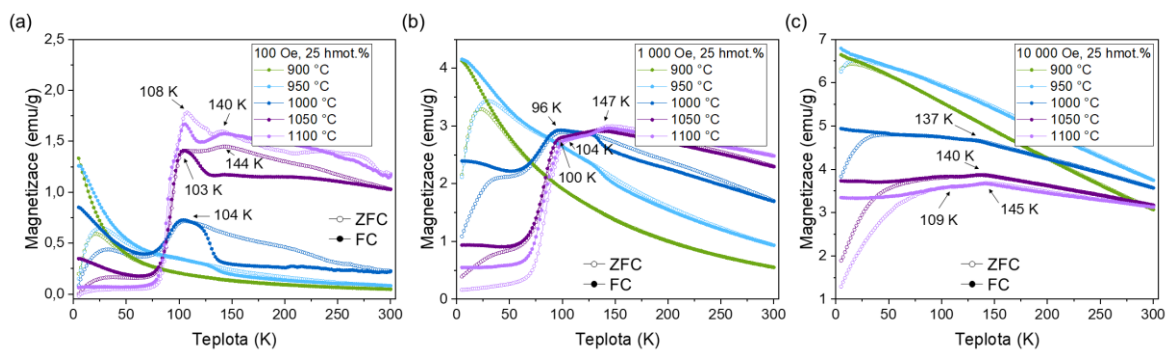 (a)
2,5
2,0
1,5
1,0
0,5
0,0
Magnetizace (emu/g)
100 Oe, 25 hmot.%
900 °C
950 °C
1000 °C
1050 °C
1100 °C
108 K
140 K
144 K
103 K
104 K
ZFC
FC
0 50 100 150 200 250 300
Teplota (K)
(b)
4
3
2
1
0
Magnetizace (emu/g)
1 000 Oe, 25 hmot.%
900 °C
950 °C
1000 °C
1050 °C
1100 °C
96 K
147 K
104 K
100 K
ZFC
FC
0 50 100 150 200 250 300
Teplota (K)
(c)
7
6
5
4
3
2
1
Magnetizace (emu/g)
10 000 Oe, 25 hmot.%
900 °C
950 °C
1000 °C
1050 °C
1100 °C
137 K
140 K
109 K
145 K
ZFC
FC
0 50 100 150 200 250 300
Teplota (K)